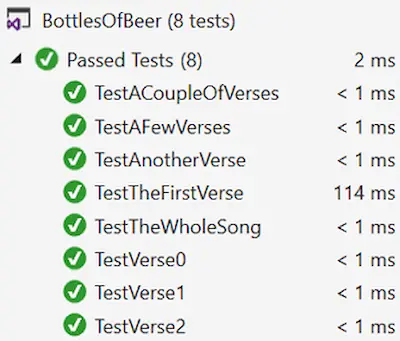 BottlesOfBeer (8 tests)
Passed Tests (8) 2 ms
TestACoupleOfVerses < 1 ms
TestAFewVerses < 1 ms
TestAnotherVerse < 1 ms
TestTheFirstVerse 114 ms
TestTheWholeSong < 1 ms
TestVerse0 < 1 ms
TestVerse1 < 1 ms
TestVerse2 < 1 ms